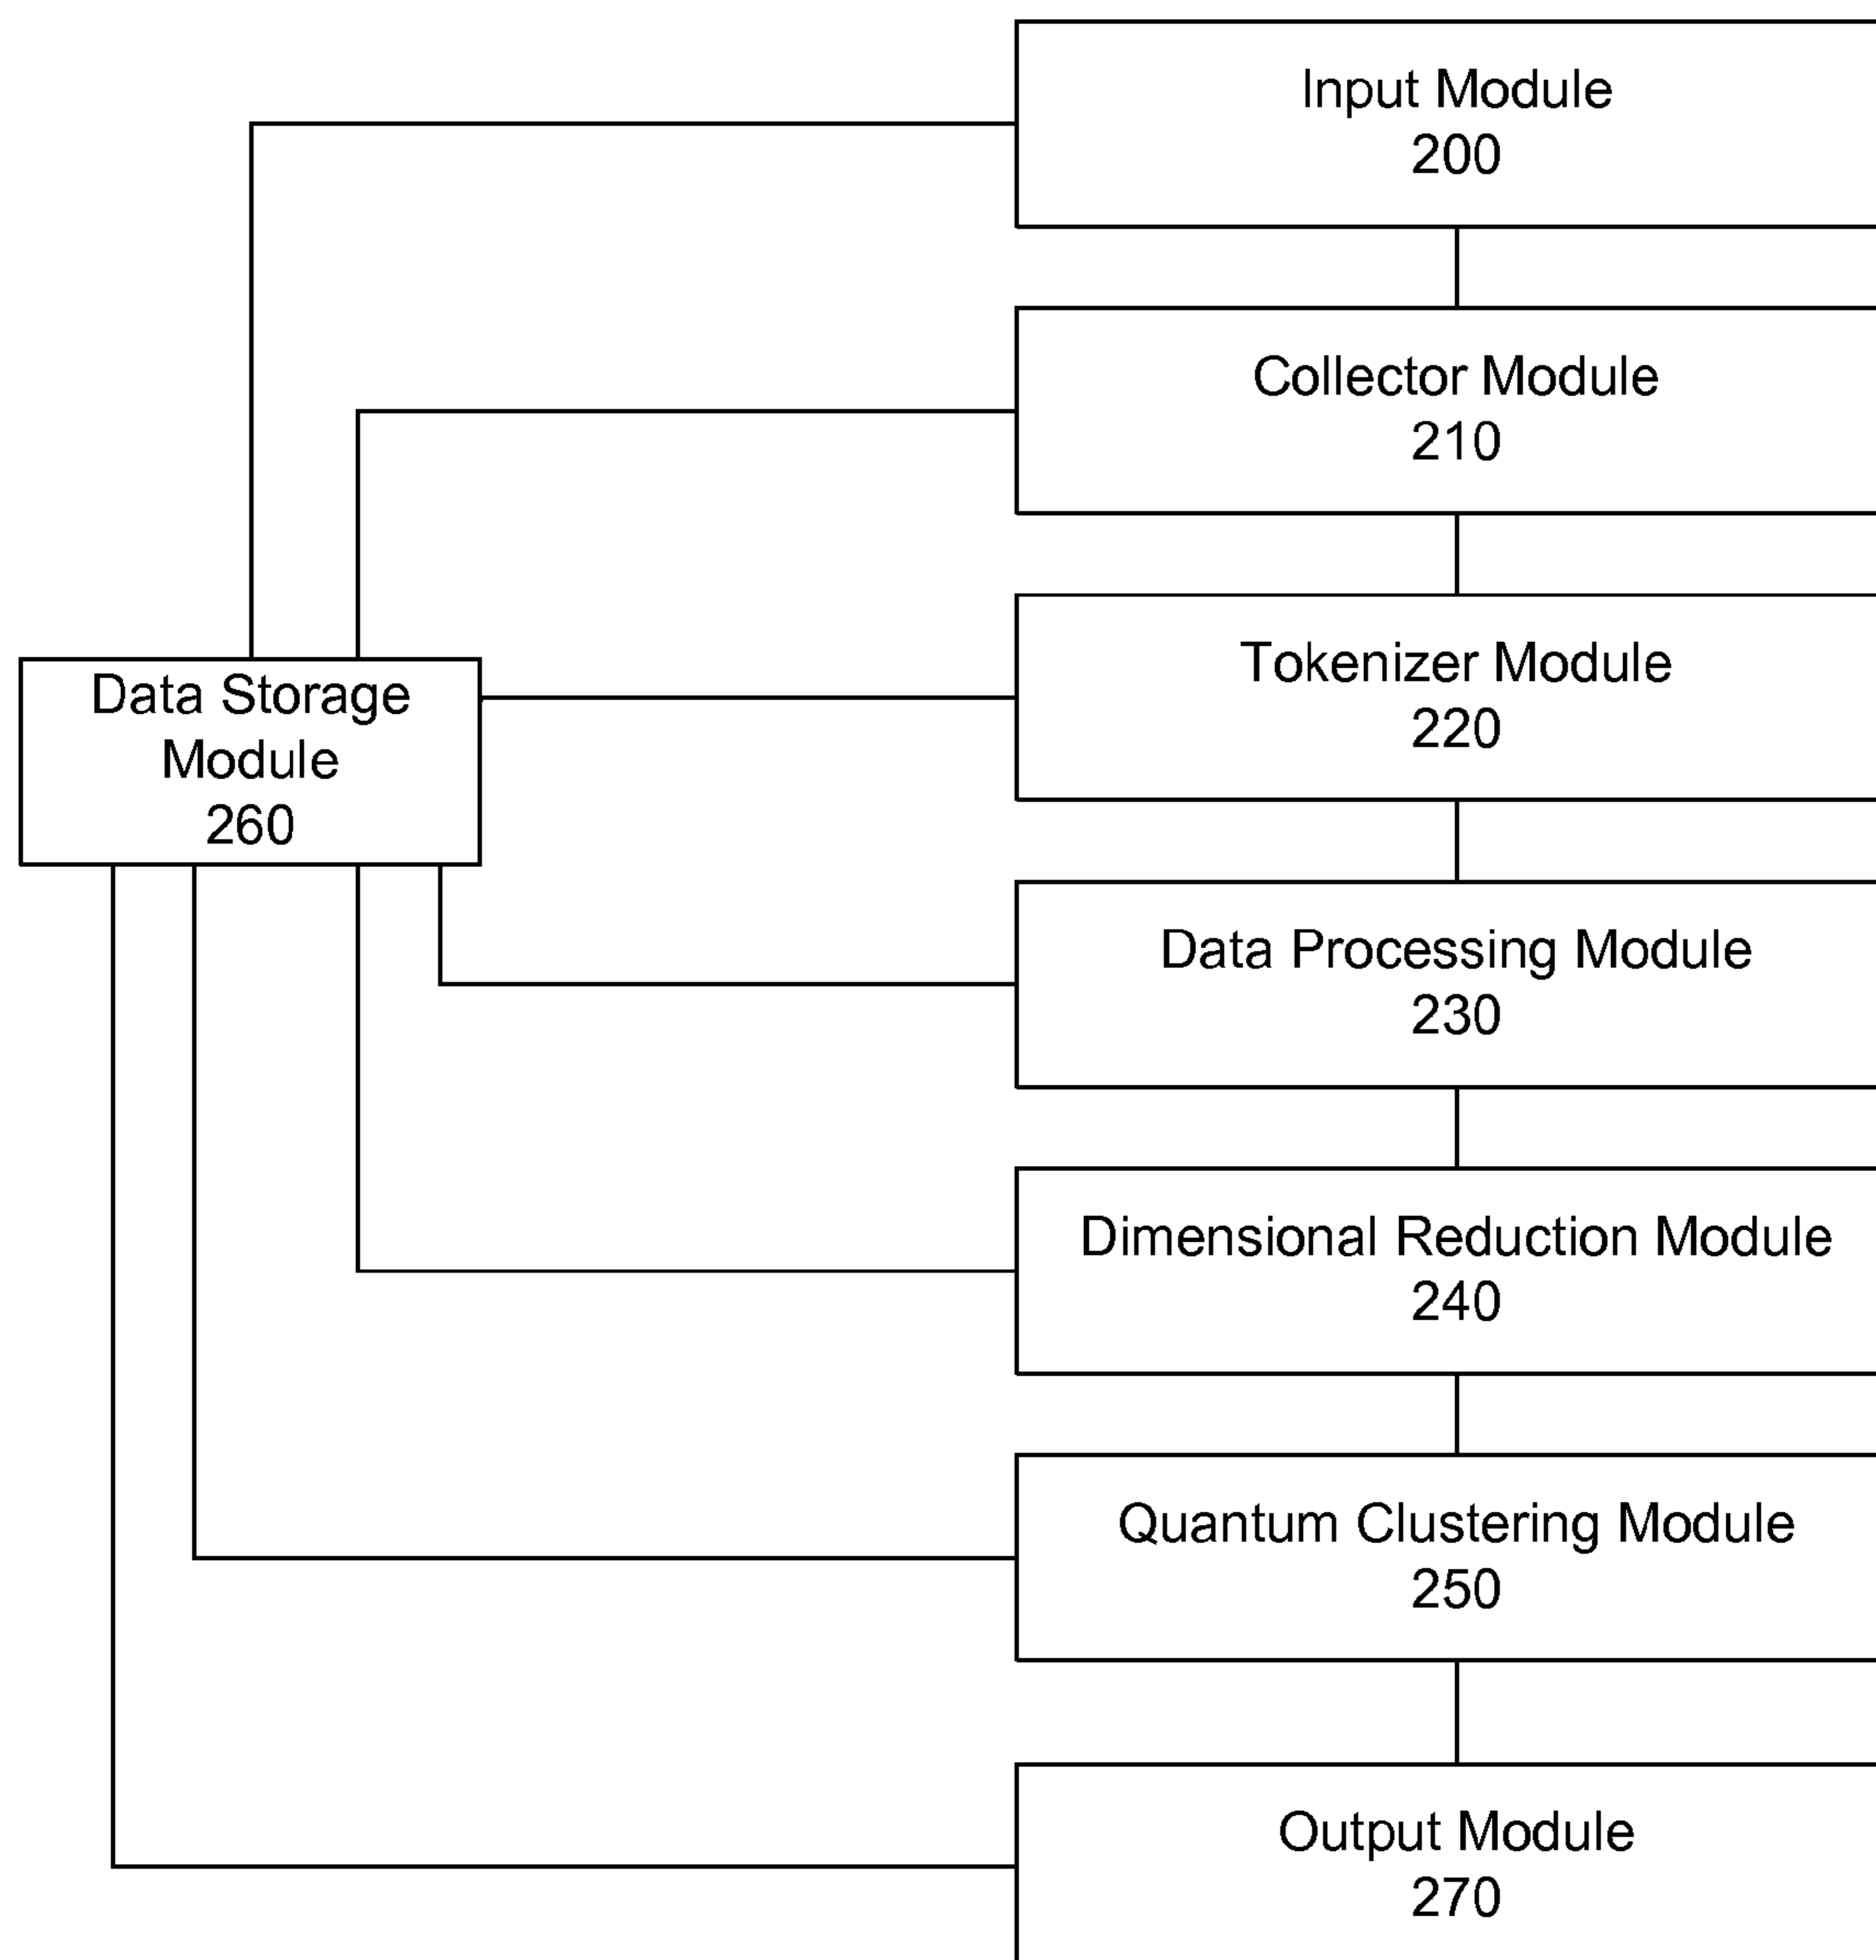 Input Module
200
Collector Module
210
Tokenizer Module
220
Data Storage
Module
260
Data Processing Module
230
Dimensional Reduction Module
240
Quantum Clustering Module
250
Output Module
270